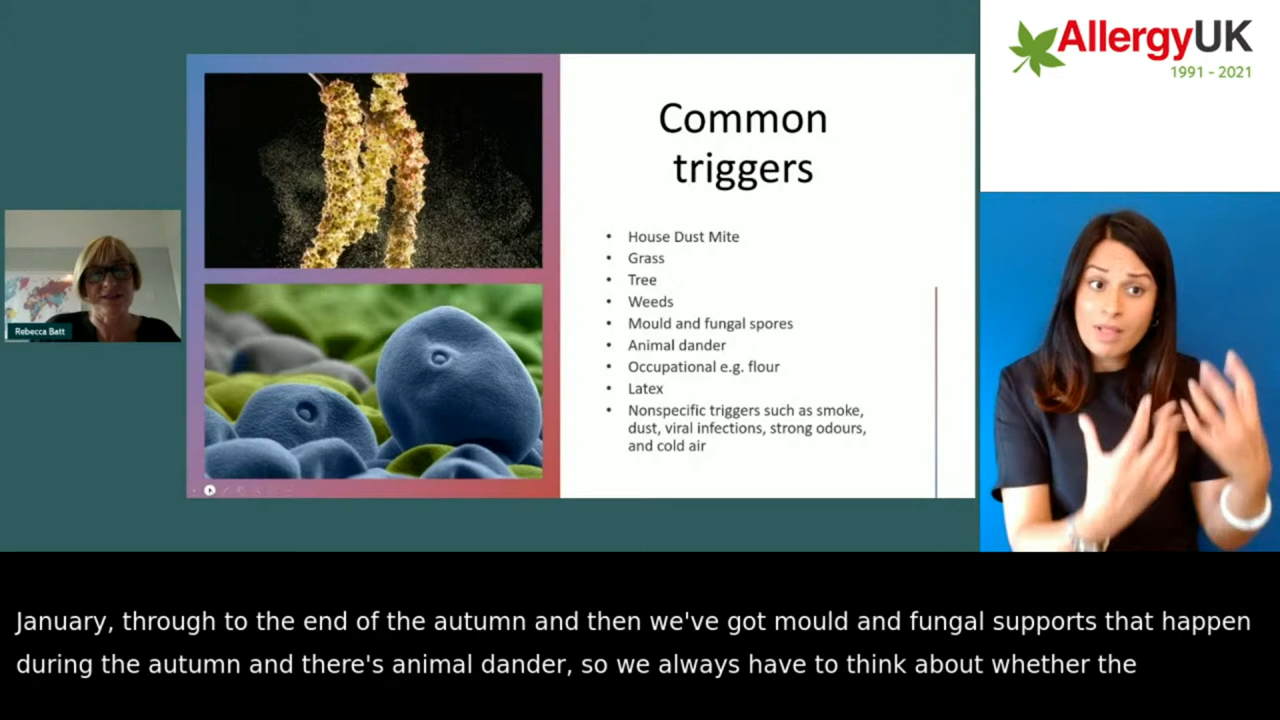 AllergyUK
1991 - 2021
Common
triggers
• House Dust Mite
• Grass
• Tree
• Weeds
• Mould and fungal spores
• Animal dander
• Occupational e.g. flour
• Latex
• Nonspecific triggers such as smoke,
dust, viral infections, strong odours,
and cold air
Rebecca Batt
January, through to the end of the autumn and then we've got mould and fungal supports that happen
during the autumn and there's animal dander, so we always have to think about whether the